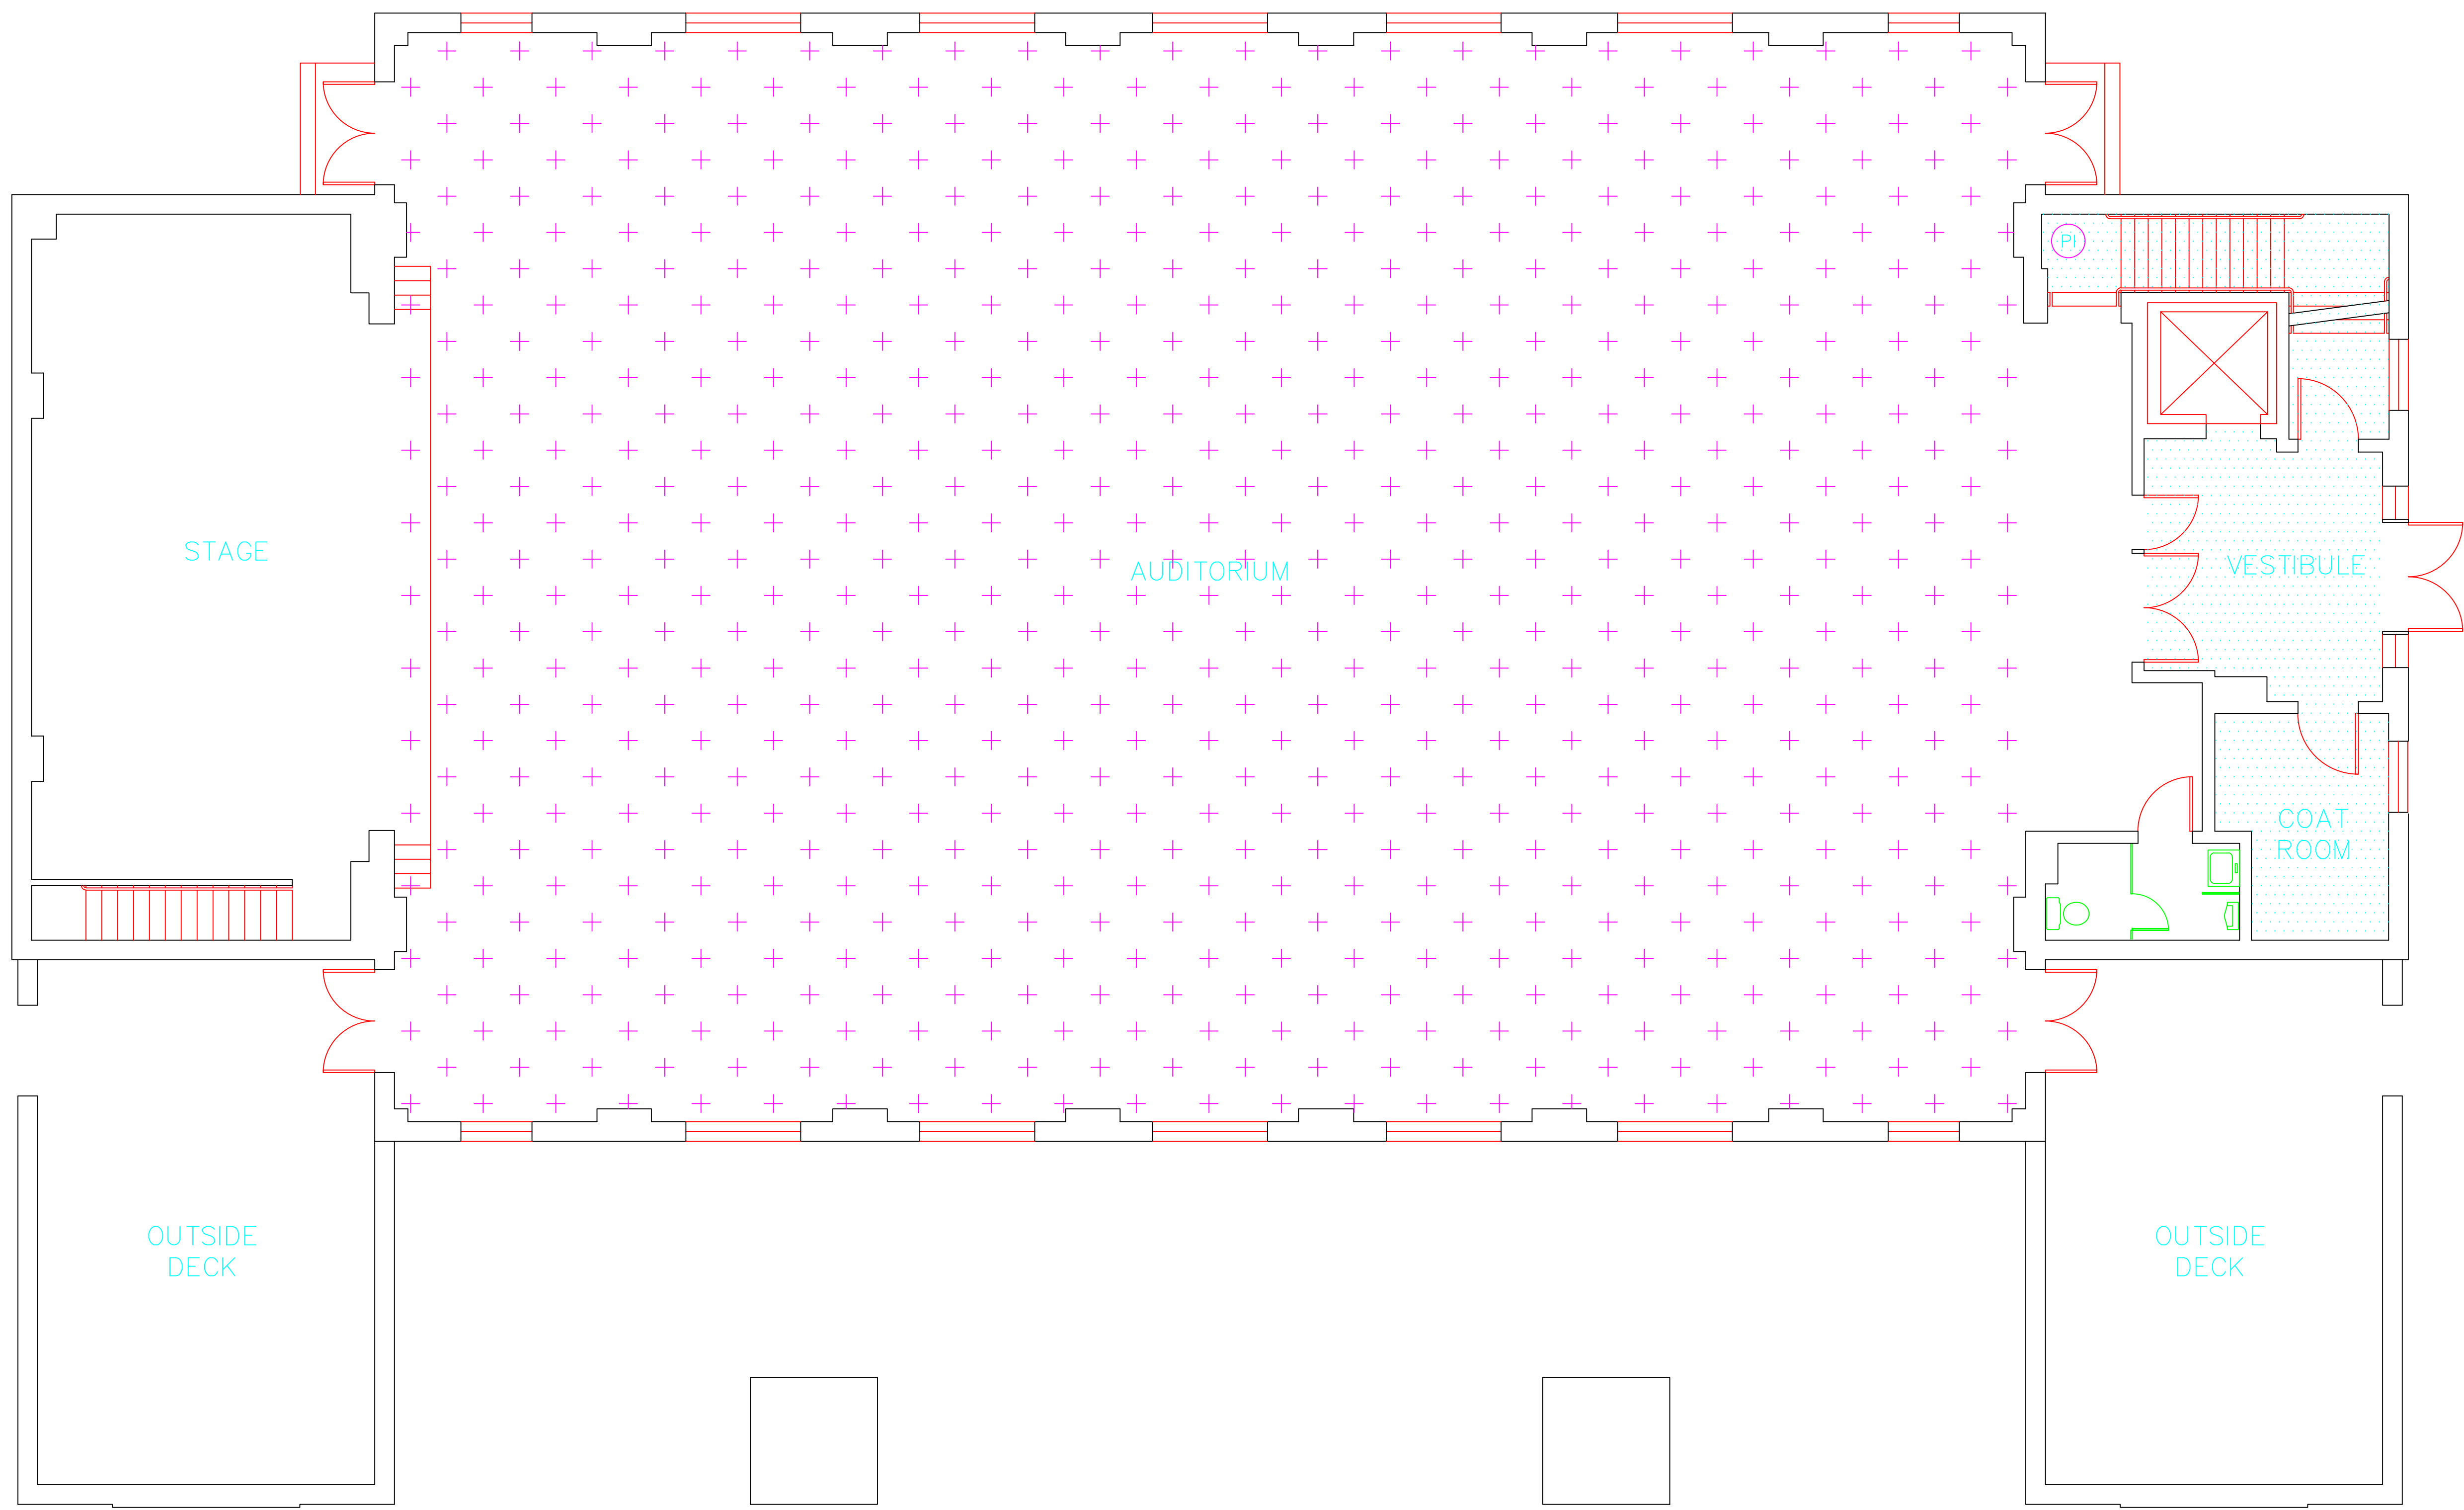 PI
STAGE
AUDITORIUM
VESTIBULE
COAT
ROOM
OUTSIDE
DECK
OUTSIDE
DECK